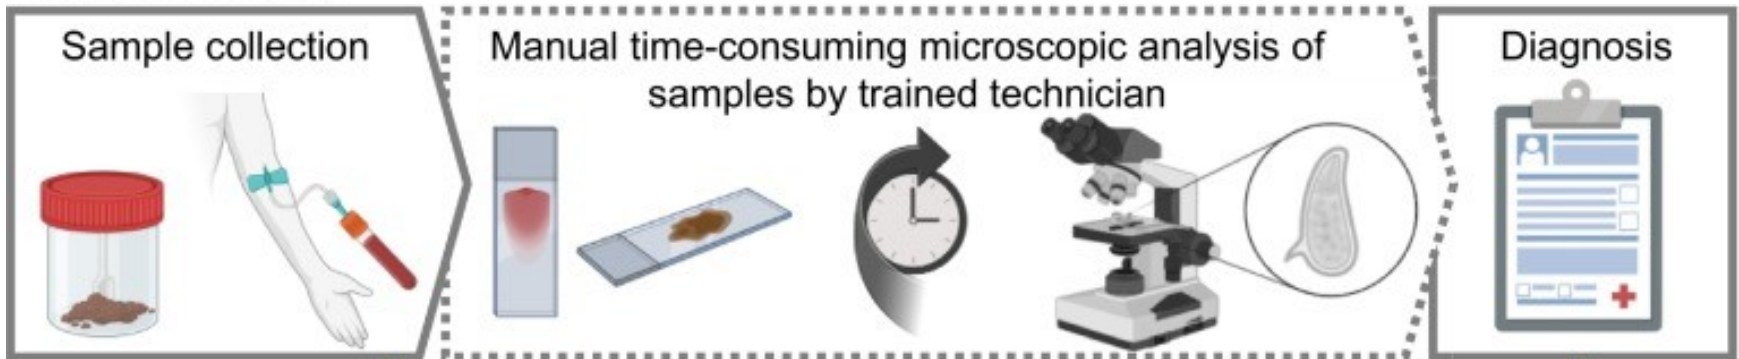 Sample collection
Manual time-consuming microscopic analysis of
samples by trained technician
Diagnosis